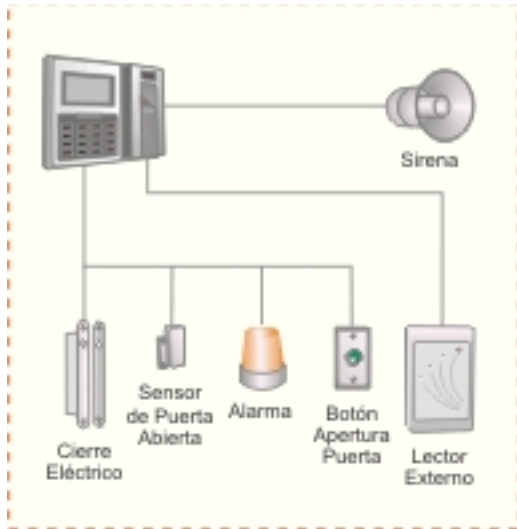 Sirena
Sensor
de Puerta
Abierta
Alarma
Botón
Apertura
Puerta
Cierre
Eléctrico
Lector
Externo